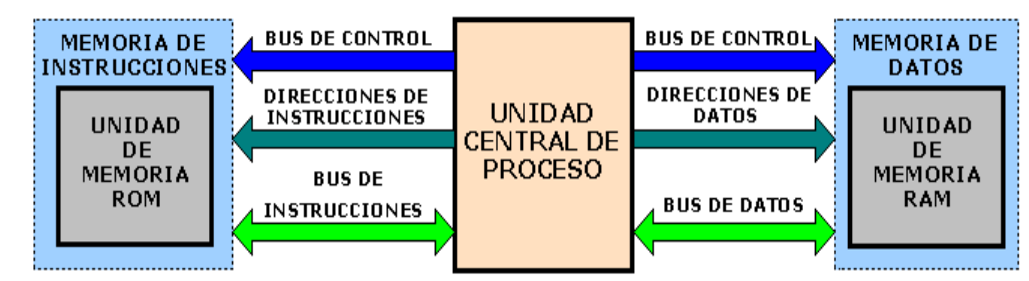 MEMORIA DE
INSTRUCCIONES
UNIDAD
DE
MEMORIA
ROM
BUS DE CONTROL
DIRECCIONES DE
INSTRUCCIONES
BUS DE
INSTRUCCIONES
UNIDAD
CENTRAL DE
PROCESO
BUS DE CONTROL
DIRECCIONES DE
DATOS
BUS DE DATOS
MEMORIA DE
DATOS
UNIDAD
DE
MEMORIA
RAM